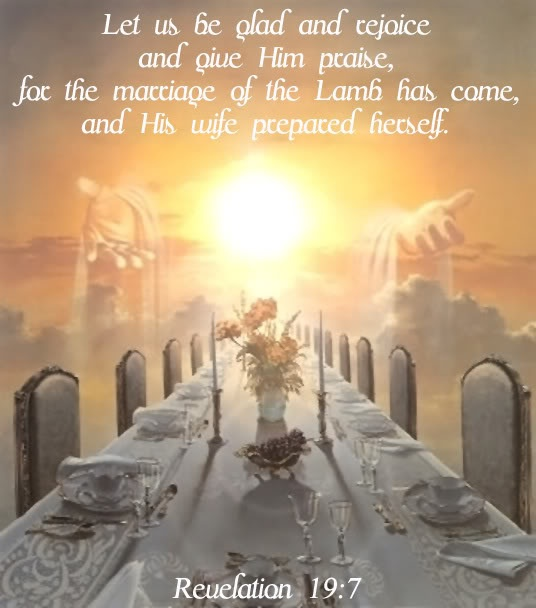 Let us be glad and rejoice
and give Him praise,
for the marriage of the Lamb has come,
and His wife prepared herself.
Revelation 19:7